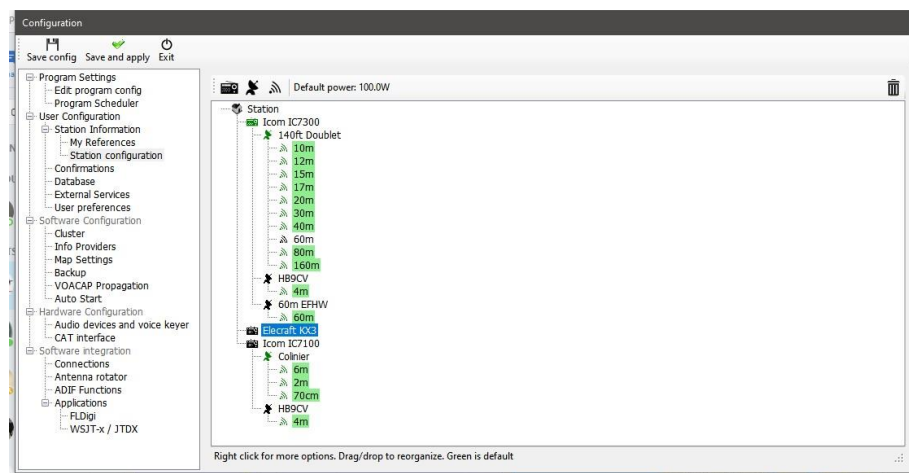 Configuration
Save config Save and apply Exit
Program Settings
Edit program config
Program Scheduler
User Configuration
Station Information
My References
Station configuration
Confirmations
Database
External Services
User preferences
Software Configuration
Cluster
Info Providers
Map Settings
Backup
VOACAP Propagation
Auto Start
Hardware Configuration
Audio devices and voice keyer
CAT interface
Software integration
Connections
Antenna rotator
ADIF Functions
Applications
FLDigi
WSJT-x / JTDX
Default power: 100.0W
Station
Icom IC7300
140ft Doublet
10m
12m
15m
17m
20m
30m
40m
60m
80m
160m
HB9CV
4m
60m EFHW
60m
Elecraft KX3
Icom IC7100
Colinier
6m
2m
70cm
HB9CV
4m
Right click for more options. Drag/drop to reorganize. Green is default